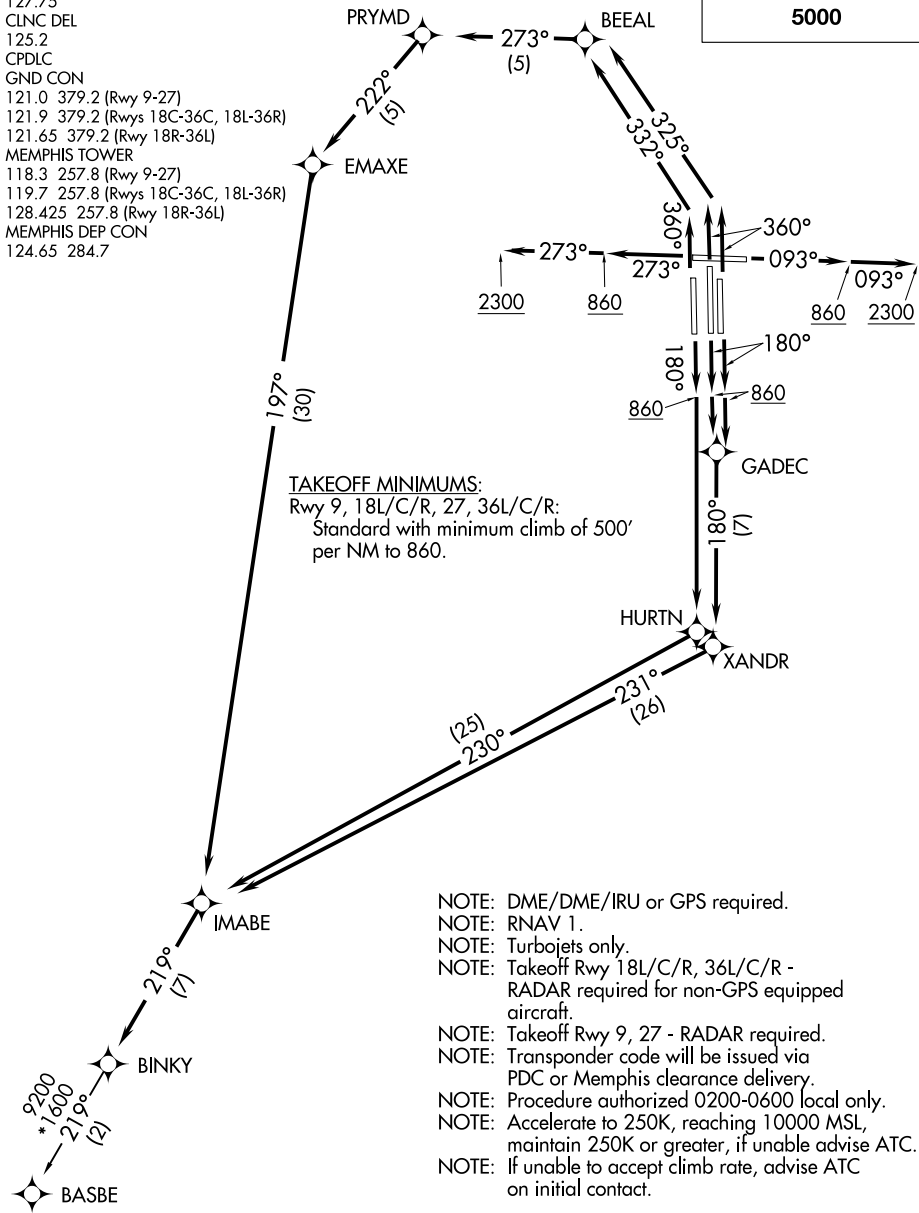 127.75
CLNC DEL
125.2
CPDLC
GND CON
121.0 379.2 (Rwy 9-27)
121.9 379.2 (Rwys 18C-36C, 18L-36R)
121.65 379.2 (Rwy 18R-36L)
MEMPHIS TOWER
118.3 257.8 (Rwy 9-27)
119.7 257.8 (Rwys 18C-36C, 18L-36R)
128.425 257.8 (Rwy 18R-36L)
MEMPHIS DEP CON
124.65 284.7
5000
PRYMD
273°
(5)
BEEAL
222°
(5)
EMAXE
332°
325°
360°
360°
273°
273°
093°
093°
2300
860
860
2300
180°
180°
860
860
GADEC
180°
(7)
197°
(30)
TAKEOFF MINIMUMS:
Rwy 9, 18L/C/R, 27, 36L/C/R:
Standard with minimum climb of 500'
per NM to 860.
HURTN
XANDR
231°
(26)
(25)
230°
IMABE
219°
(7)
BINKY
9200
*1600
219°
(2)
BASBE
NOTE: DME/DME/IRU or GPS required.
NOTE: RNAV 1.
NOTE: Turbojets only.
NOTE: Takeoff Rwy 18L/C/R, 36L/C/R -
RADAR required for non-GPS equipped
aircraft.
NOTE: Takeoff Rwy 9, 27 - RADAR required.
NOTE: Transponder code will be issued via
PDC or Memphis clearance delivery.
NOTE: Procedure authorized 0200-0600 local only.
NOTE: Accelerate to 250K, reaching 10000 MSL,
maintain 250K or greater, if unable advise ATC.
NOTE: If unable to accept climb rate, advise ATC
on initial contact.